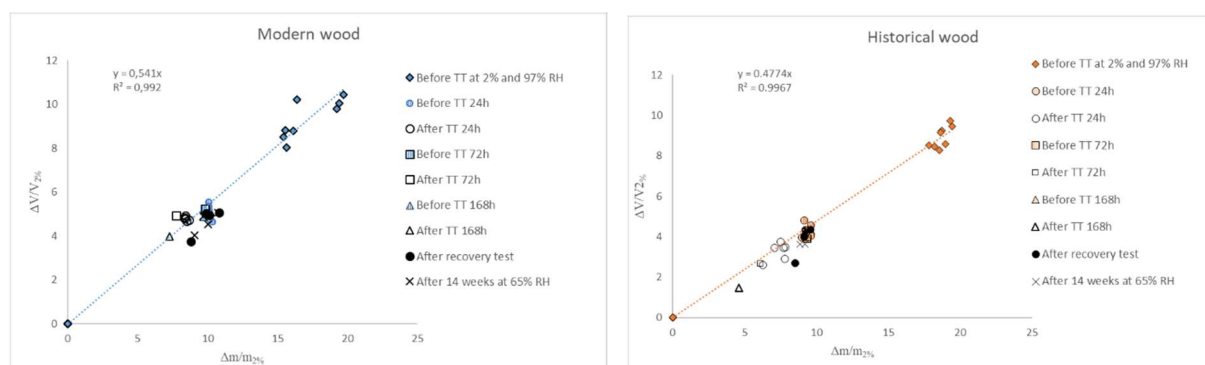 Modern wood
12
10
8
6
4
2
0
0 5 10 15 20 25
ΔV/V2%
Δm/m2%
y = 0,541x
R² = 0,992
Before TT at 2% and 97% RH
Before TT 24h
After TT 24h
Before TT 72h
After TT 72h
Before TT 168h
After TT 168h
After recovery test
After 14 weeks at 65% RH
Historical wood
12
10
8
6
4
2
0
0 5 10 15 20 25
ΔV/V2%
Δm/m2%
y = 0.4774x
R² = 0.9967
Before TT at 2% and 97% RH
Before TT 24h
After TT 24h
Before TT 72h
After TT 72h
Before TT 168h
After TT 168h
After recovery test
After 14 weeks at 65% RH